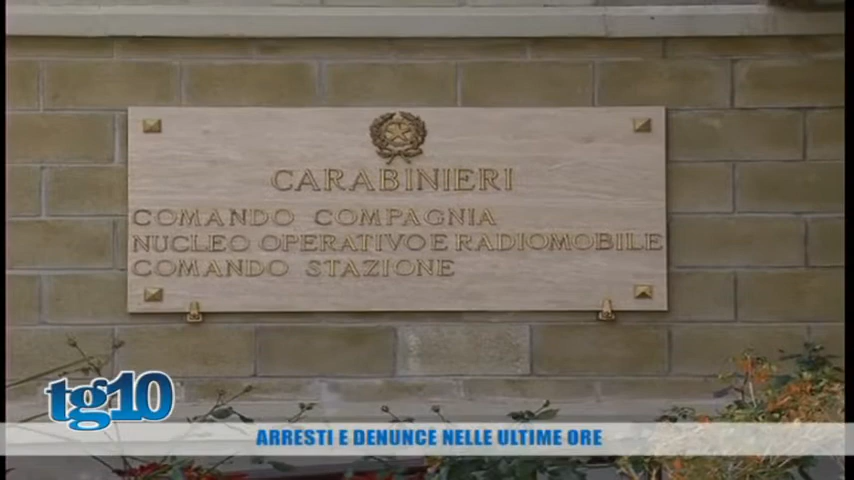 CARABINIERI
COMANDO COMPAGNIA
NUCLEO OPERATIVO E RADIOMOBILE
COMANDO STAZIONE
tg10
ARRESTI E DENUNCE NELLE ULTIME ORE